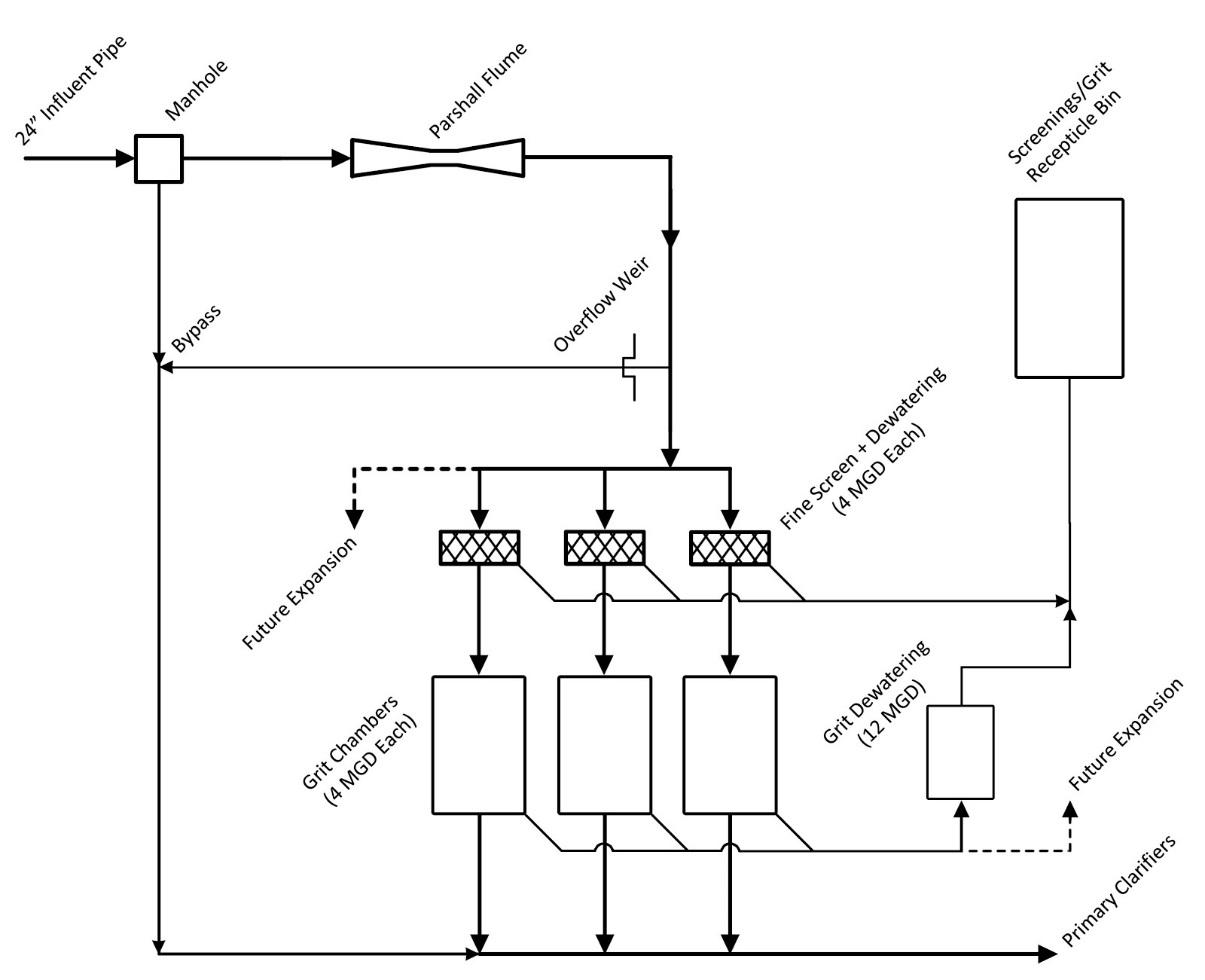 24” Influent Pipe
Manhole
Parshall Flume
Screenings/Grit
Recepticle Bin
Overflow Weir
Bypass
Fine Screen + Dewatering
(4 MGD Each)
Future Expansion
Grit Chambers
(4 MGD Each)
Grit Dewatering
(12 MGD)
Future Expansion
Primary Clarifiers